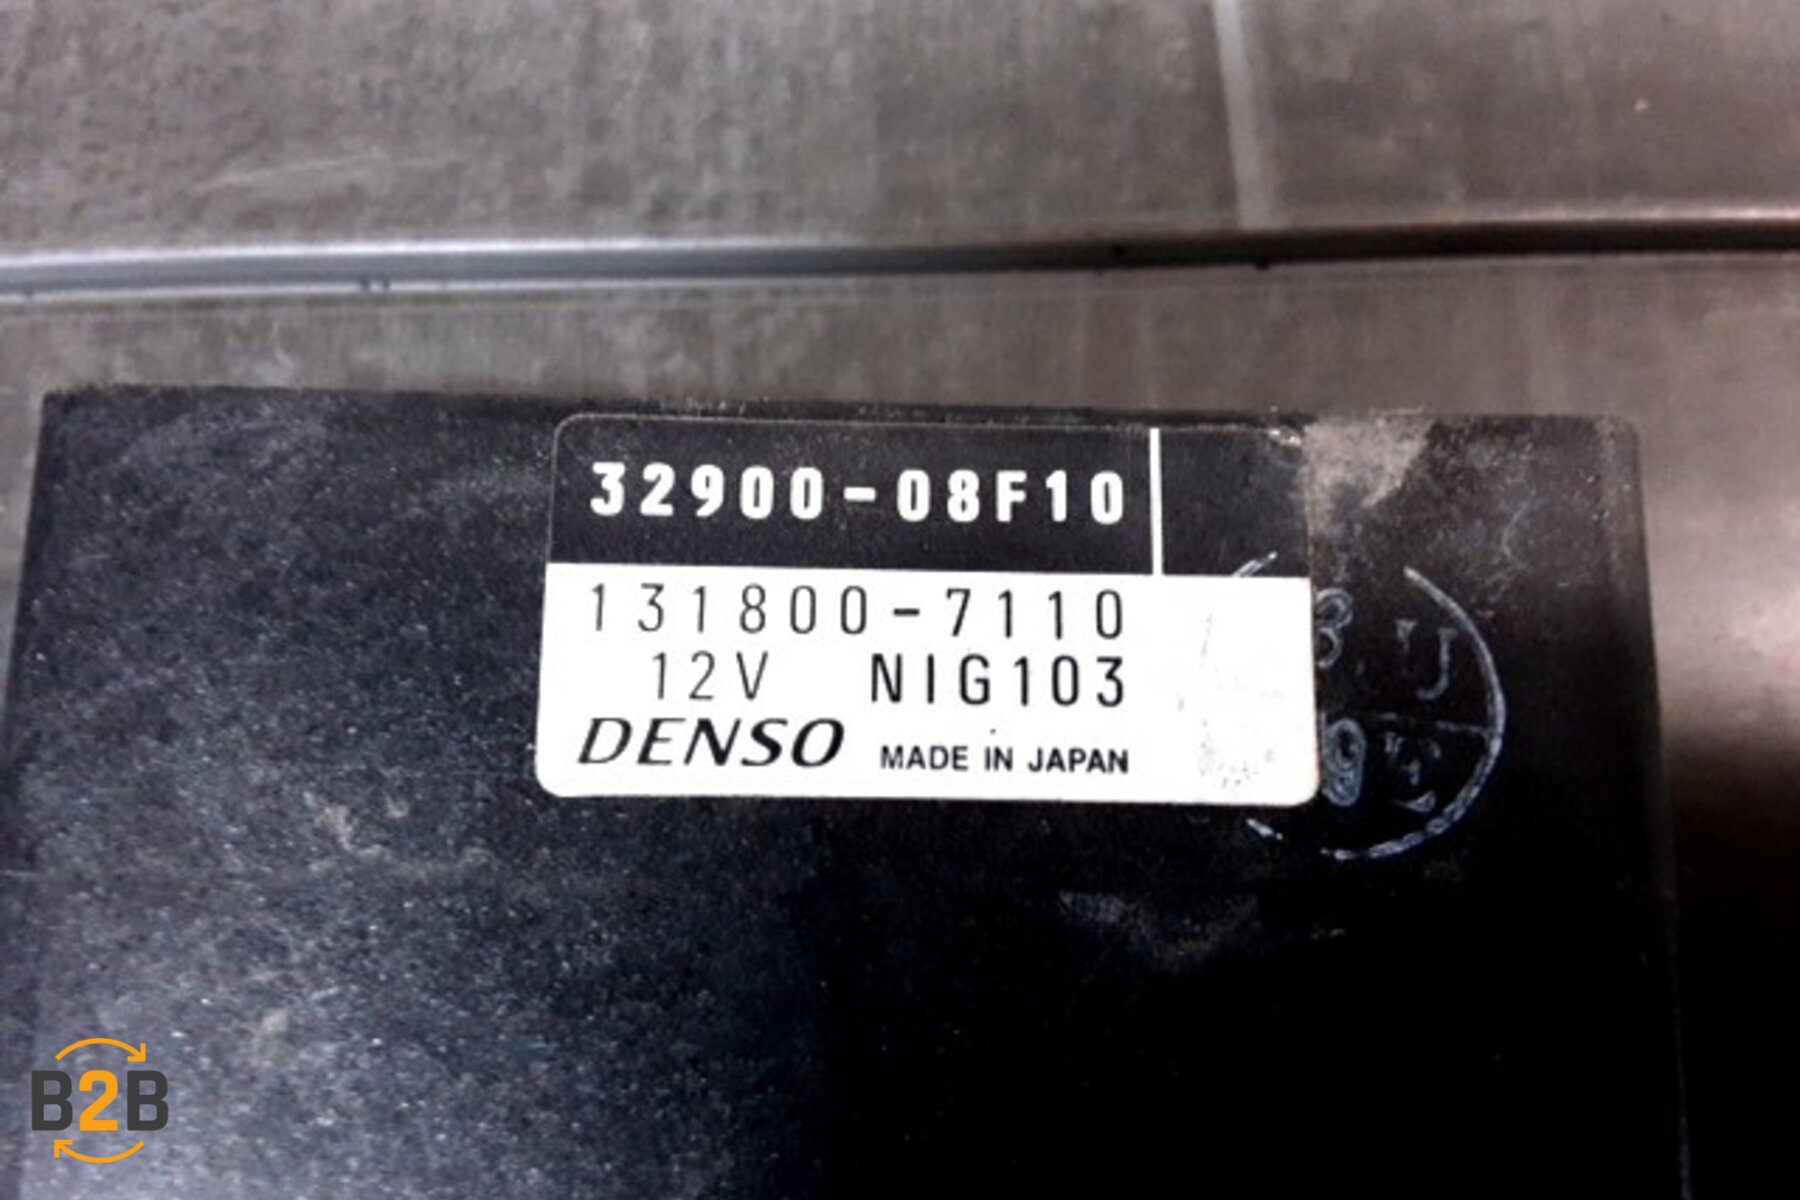 32900-08F10
131800-7110
12V NIG103
DENSO MADE IN JAPAN
B2B